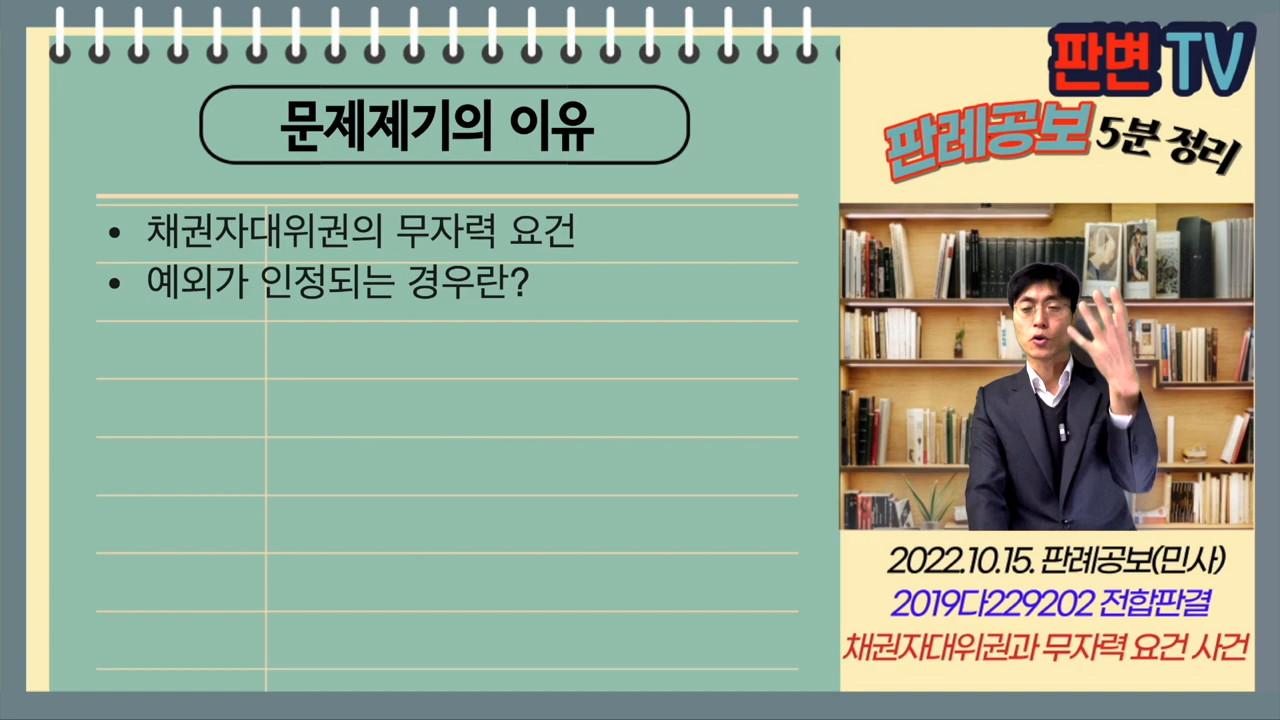 문제제기의 이유
• 채권자대위권의 무자력 요건
• 예외가 인정되는 경우란?
판변 TV
판례공보 5분 정리
2022.10.15. 판례공보(민사)
2019다229202 전합판결
채권자대위권과 무자력 요건 사건